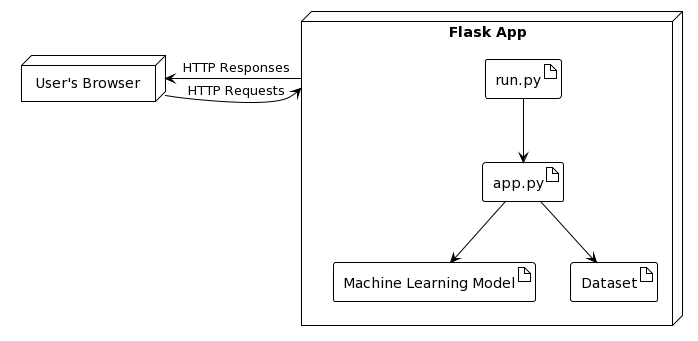 Flask App
HTTP Responses
User's Browser
HTTP Requests
run.py
app.py
Machine Learning Model
Dataset